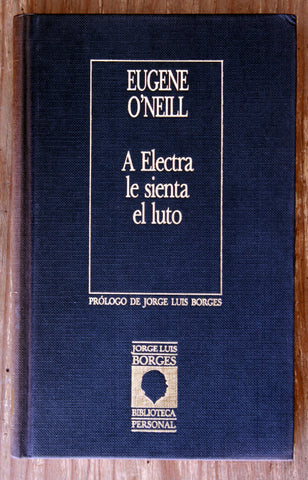 EUGENE
O'NEILL
A Electra
le sienta
el luto
PRÓLOGO DE JORGE LUIS BORGES
JORGE LUIS
BORGES
BIBLIOTECA
PERSONAL